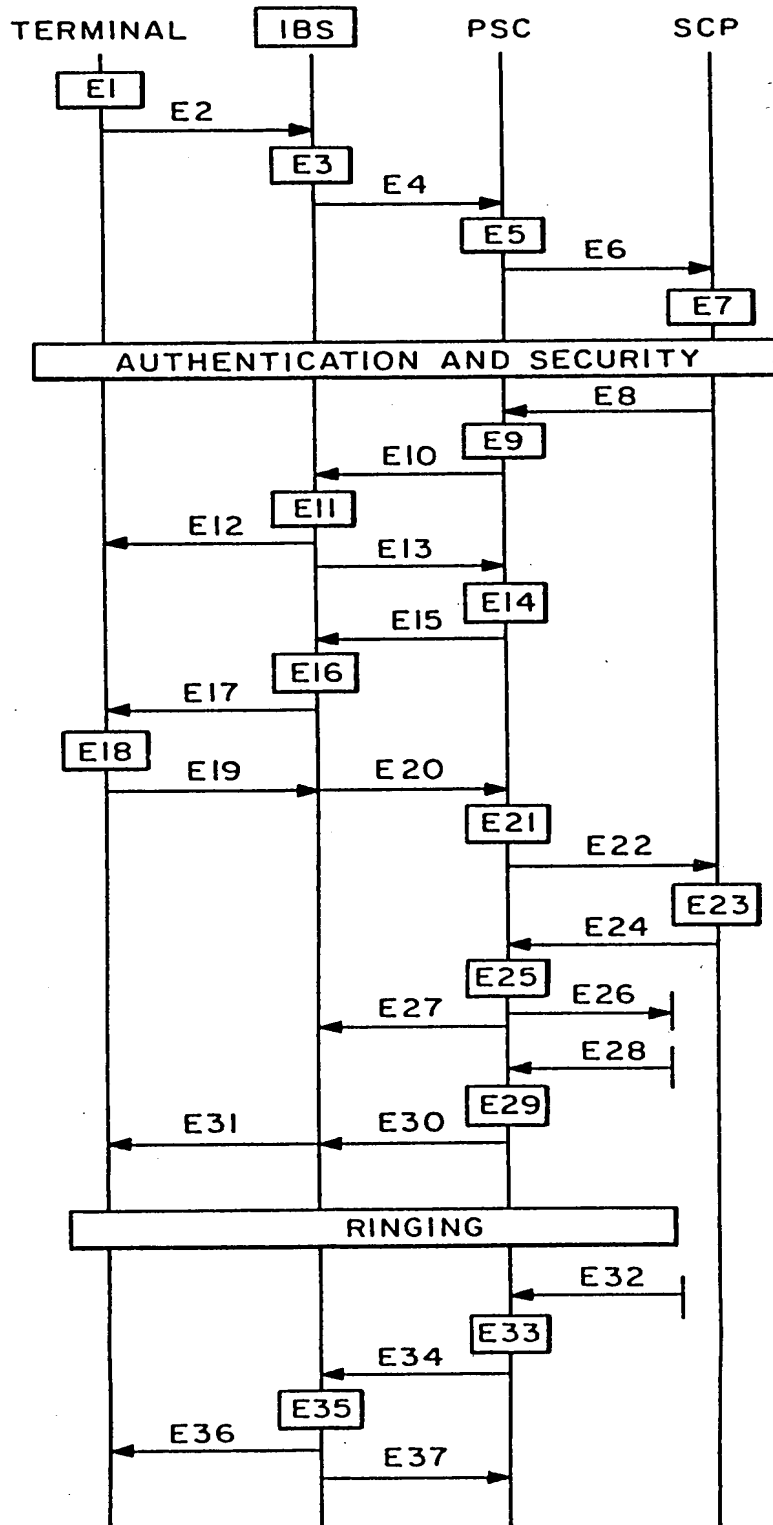 TERMINAL IBS PSC SCP
E1
E2
E3
E4
E5
E6
E7
AUTHENTICATION AND SECURITY
E8
E9
E10
E11
E12
E13
E14
E15
E16
E17
E18
E19 E20
E21
E22
E23
E24
E25
E27 E26
E28
E29
E31 E30
RINGING
E32
E33
E34
E35
E36
E37